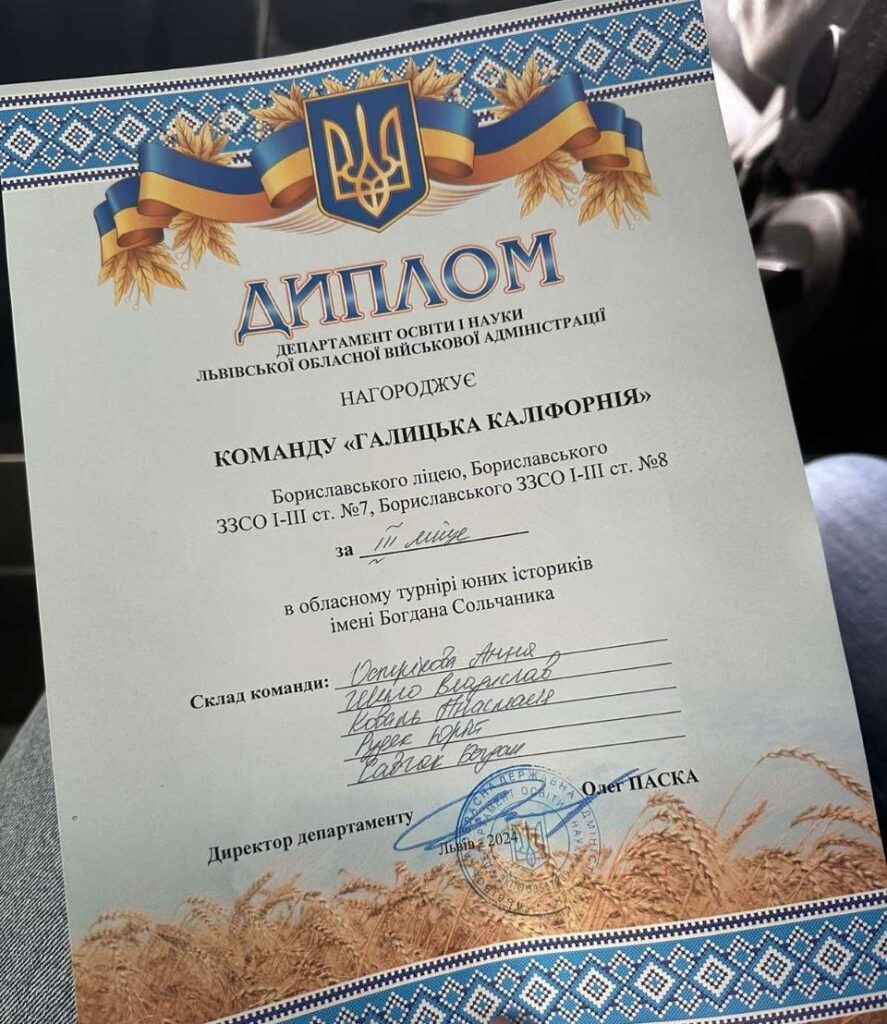 ДИПЛОМ
ДЕПАРТАМЕНТ ОСВІТИ І НАУКИ
ЛЬВІВСЬКОЇ ОБЛАСНОЇ ВІЙСЬКОВОЇ АДМІНІСТРАЦІЇ
НАГОРОДЖУЄ
КОМАНДУ «ГАЛИЦЬКА КАЛІФОРНІЯ»
Бориславського ліцею, Бориславського
ЗЗСО І-ІІІ ст. №7, Бориславського ЗЗСО І-ІІІ ст. №8
за ІІІ місце
в обласному турнірі юних істориків
імені Богдана Сольчаника
Склад команди: Анна
Владислав
Коваль Анастасія
Рудек Юрій
Богдан
Директор департаменту Олег ПАСКА
Львів - 2024